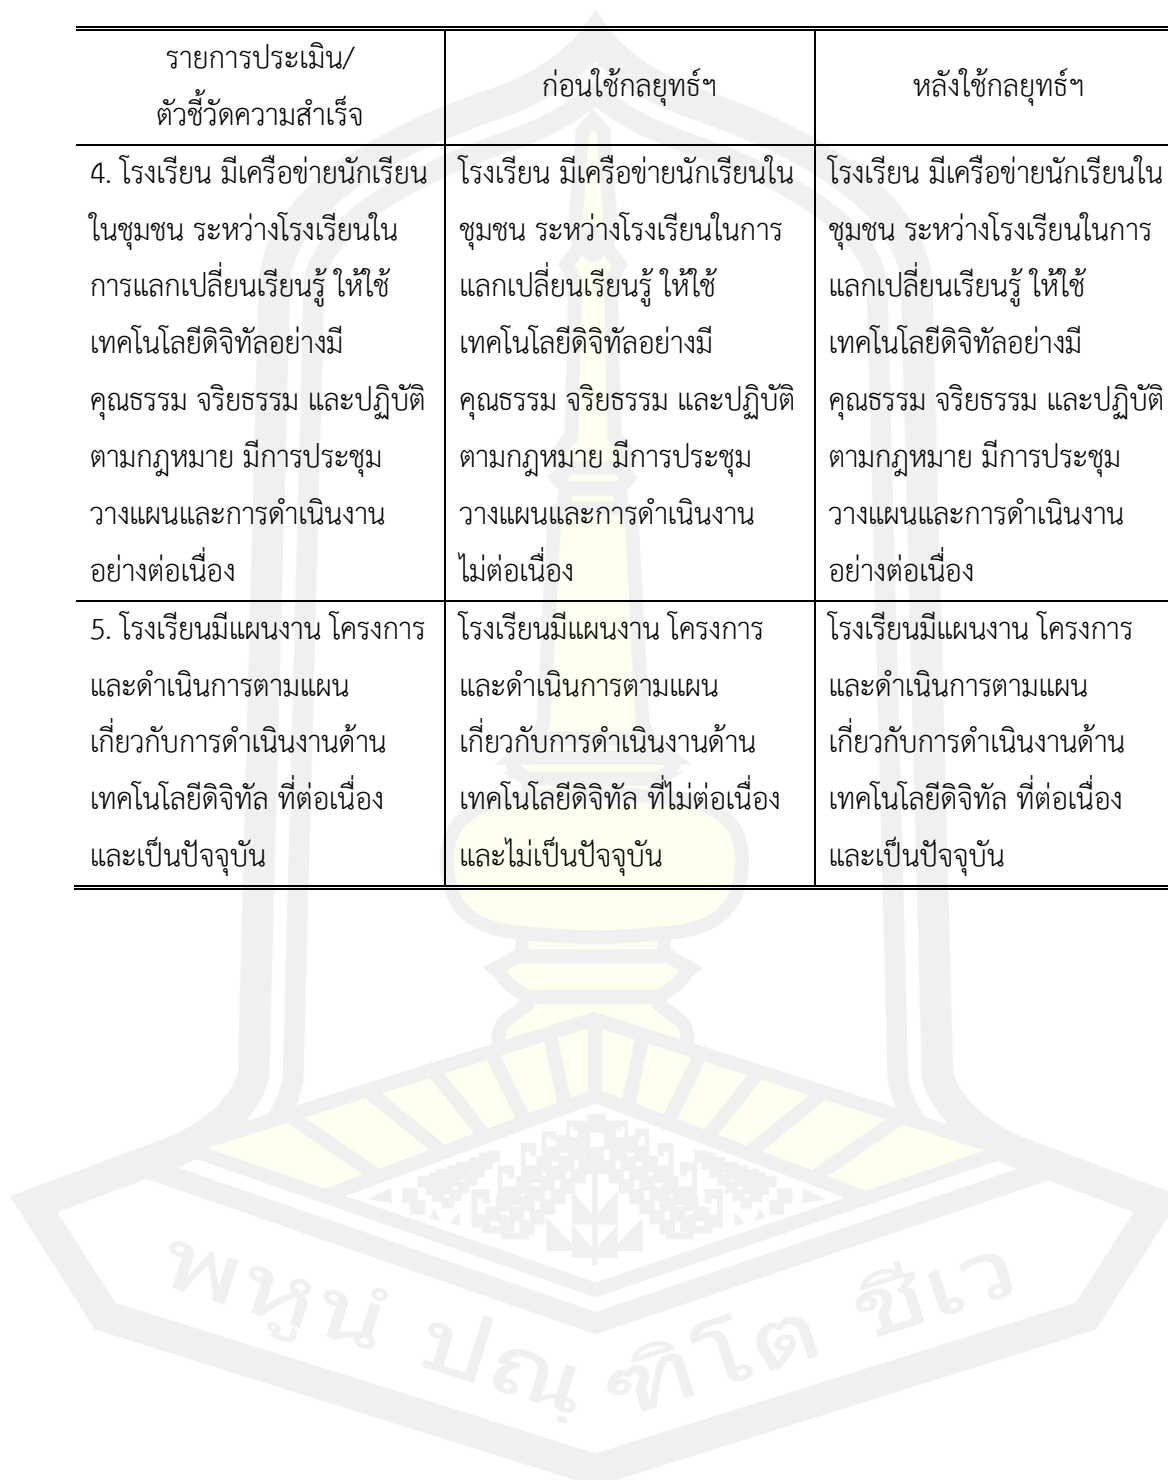 รายการประเมิน/
ตัวชี้วัดความสำเร็จ
ก่อนใช้กลยุทธ์ฯ
หลังใช้กลยุทธ์ฯ
4. โรงเรียน มีเครือข่ายนักเรียน
ในชุมชน ระหว่างโรงเรียนใน
การแลกเปลี่ยนเรียนรู้ ให้ใช้
เทคโนโลยีดิจิทัลอย่างมี
คุณธรรม จริยธรรม และปฏิบัติ
ตามกฎหมาย มีการประชุม
วางแผนและการดำเนินงาน
อย่างต่อเนื่อง
โรงเรียน มีเครือข่ายนักเรียนใน
ชุมชน ระหว่างโรงเรียนในการ
แลกเปลี่ยนเรียนรู้ ให้ใช้
เทคโนโลยีดิจิทัลอย่างมี
คุณธรรม จริยธรรม และปฏิบัติ
ตามกฎหมาย มีการประชุม
วางแผนและการดำเนินงาน
ไม่ต่อเนื่อง
โรงเรียน มีเครือข่ายนักเรียนใน
ชุมชน ระหว่างโรงเรียนในการ
แลกเปลี่ยนเรียนรู้ ให้ใช้
เทคโนโลยีดิจิทัลอย่างมี
คุณธรรม จริยธรรม และปฏิบัติ
ตามกฎหมาย มีการประชุม
วางแผนและการดำเนินงาน
อย่างต่อเนื่อง
5. โรงเรียนมีแผนงาน โครงการ
และดำเนินการตามแผน
เกี่ยวกับการดำเนินงานด้าน
เทคโนโลยีดิจิทัล ที่ต่อเนื่อง
และเป็นปัจจุบัน
โรงเรียนมีแผนงาน โครงการ
และดำเนินการตามแผน
เกี่ยวกับการดำเนินงานด้าน
เทคโนโลยีดิจิทัล ที่ไม่ต่อเนื่อง
และไม่เป็นปัจจุบัน
โรงเรียนมีแผนงาน โครงการ
และดำเนินการตามแผน
เกี่ยวกับการดำเนินงานด้าน
เทคโนโลยีดิจิทัล ที่ต่อเนื่อง
และเป็นปัจจุบัน
พหูนํ ปณฺ ฑิโต ชีเว